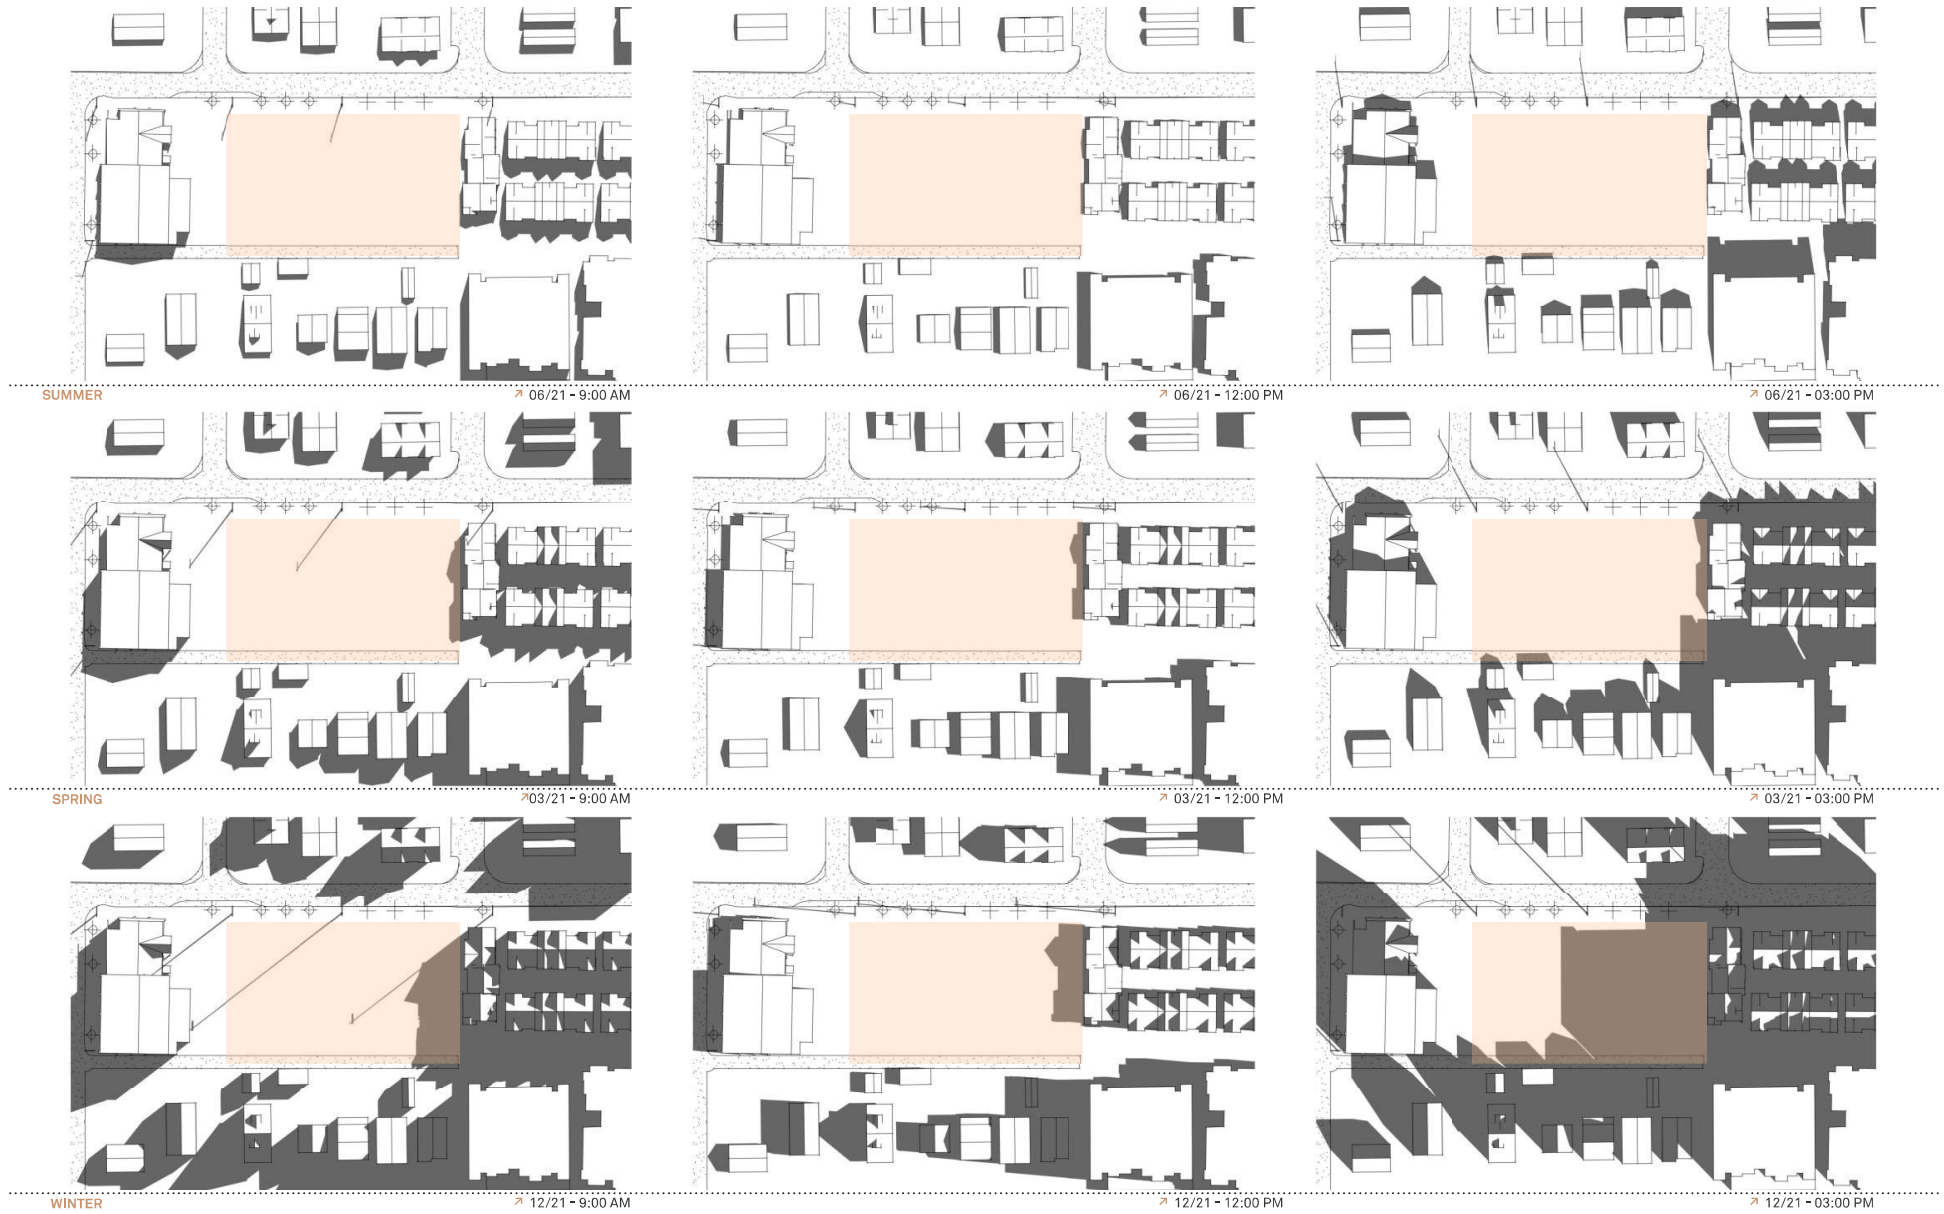 SUMMER ↗ 06/21 - 9:00 AM ↗ 06/21 - 12:00 PM ↗ 06/21 - 03:00 PM
SPRING ↗ 03/21 - 9:00 AM ↗ 03/21 - 12:00 PM ↗ 03/21 - 03:00 PM
WINTER ↗ 12/21 - 9:00 AM ↗ 12/21 - 12:00 PM ↗ 12/21 - 03:00 PM